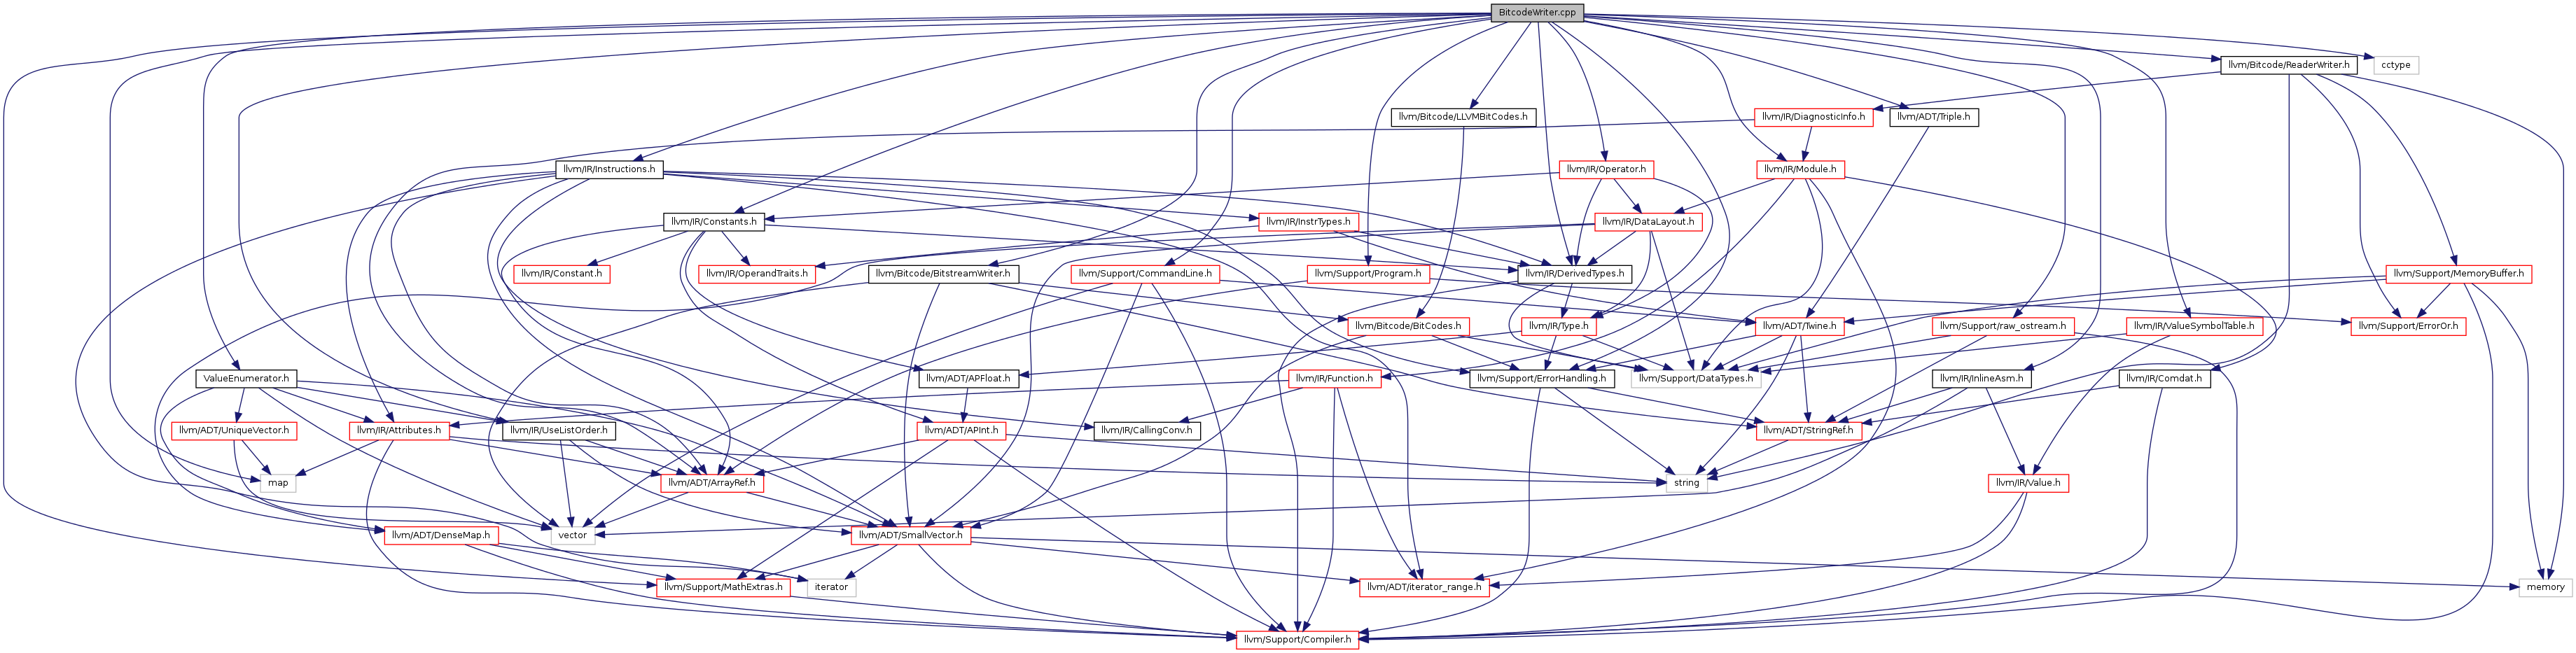 BitcodeWriter.cpp
llvm/Bitcode/ReaderWriter.h
cctype
llvm/Bitcode/LLVMBitCodes.h
llvm/IR/DiagnosticInfo.h
llvm/ADT/Triple.h
llvm/IR/Instructions.h
llvm/IR/Operator.h
llvm/IR/Module.h
llvm/IR/Constants.h
llvm/IR/InstrTypes.h
llvm/IR/DataLayout.h
llvm/IR/Constant.h
llvm/IR/OperandTraits.h
llvm/Bitcode/BitstreamWriter.h
llvm/Support/CommandLine.h
llvm/Support/Program.h
llvm/IR/DerivedTypes.h
llvm/Support/MemoryBuffer.h
llvm/Bitcode/BitCodes.h
llvm/IR/Type.h
llvm/ADT/Twine.h
llvm/Support/raw_ostream.h
llvm/IR/ValueSymbolTable.h
llvm/Support/ErrorOr.h
ValueEnumerator.h
llvm/ADT/APFloat.h
llvm/IR/Function.h
llvm/Support/ErrorHandling.h
llvm/Support/DataTypes.h
llvm/IR/InlineAsm.h
llvm/IR/Comdat.h
llvm/ADT/UniqueVector.h
llvm/IR/Attributes.h
llvm/IR/UseListOrder.h
llvm/ADT/APInt.h
llvm/IR/CallingConv.h
llvm/ADT/StringRef.h
map
llvm/ADT/ArrayRef.h
string
llvm/IR/Value.h
llvm/ADT/DenseMap.h
vector
llvm/ADT/SmallVector.h
llvm/Support/MathExtras.h
iterator
llvm/ADT/iterator_range.h
memory
llvm/Support/Compiler.h